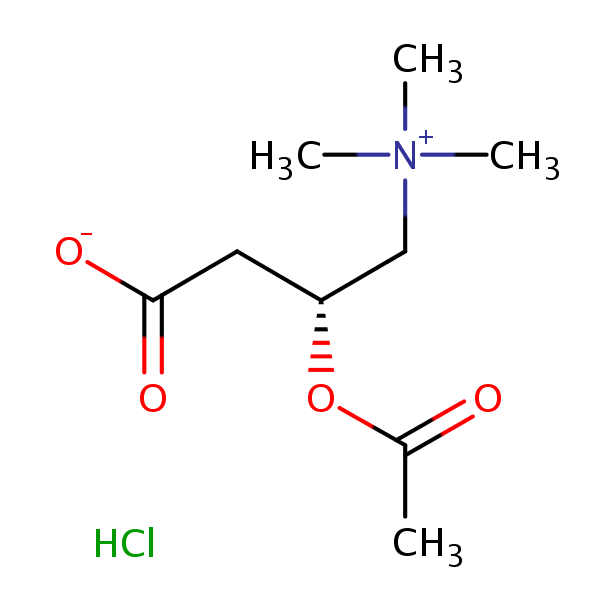 CH₃
H₃C N⁺ CH₃
O⁻
O O O
HCl CH₃